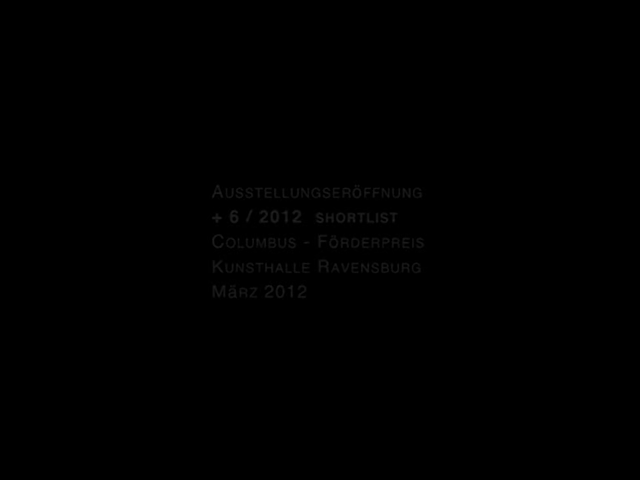 Ausstellungseröffnung
+ 6 / 2012 shortlist
Columbus - Förderpreis
Kunsthalle Ravensburg
März 2012